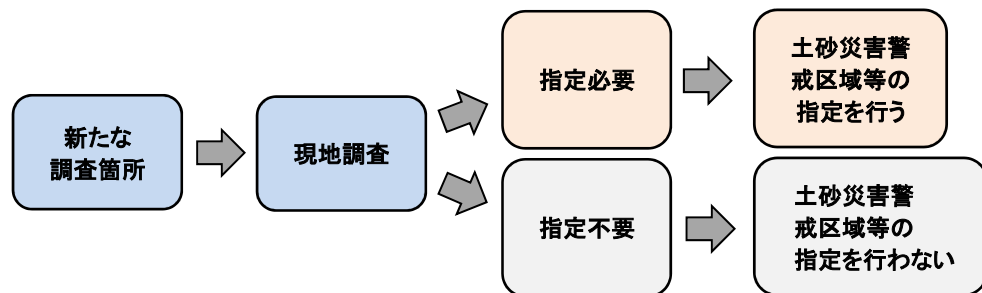 新たな
調査箇所
現地調査
指定必要
土砂災害警
戒区域等の
指定を行う
指定不要
土砂災害警
戒区域等の
指定を行わない